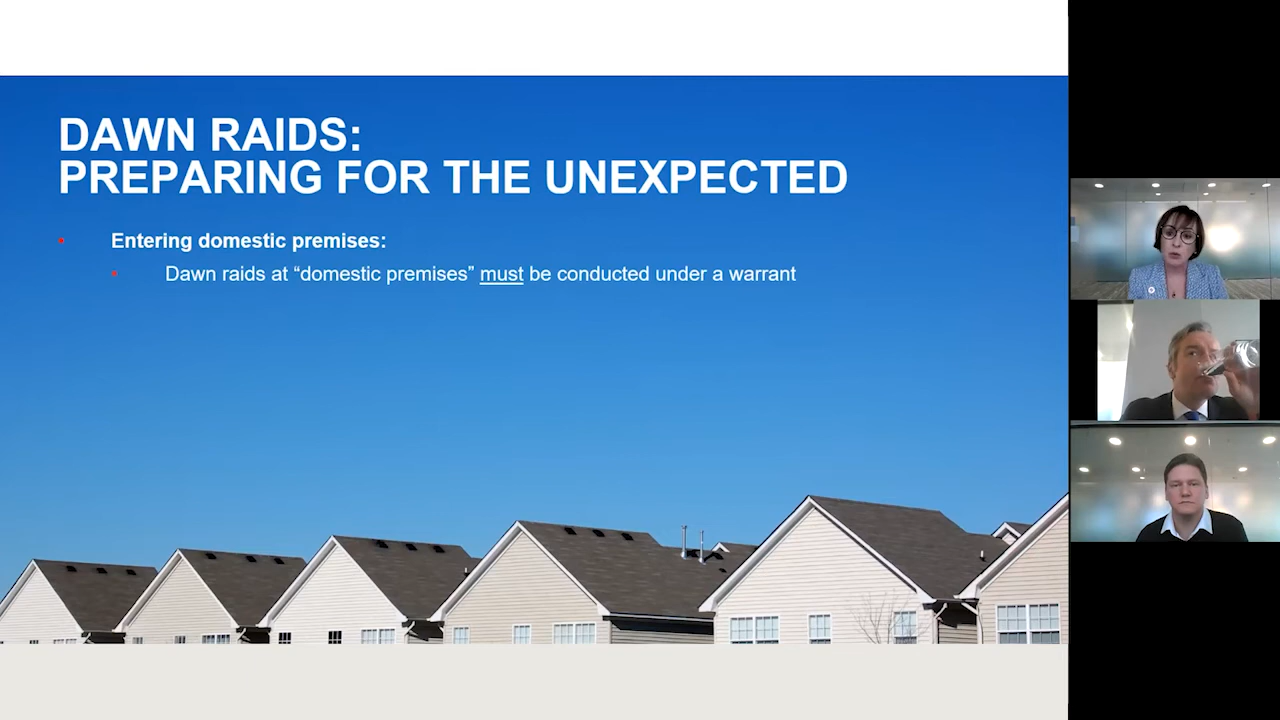 DAWN RAIDS:
PREPARING FOR THE UNEXPECTED
Entering domestic premises:
Dawn raids at “domestic premises” must be conducted under a warrant